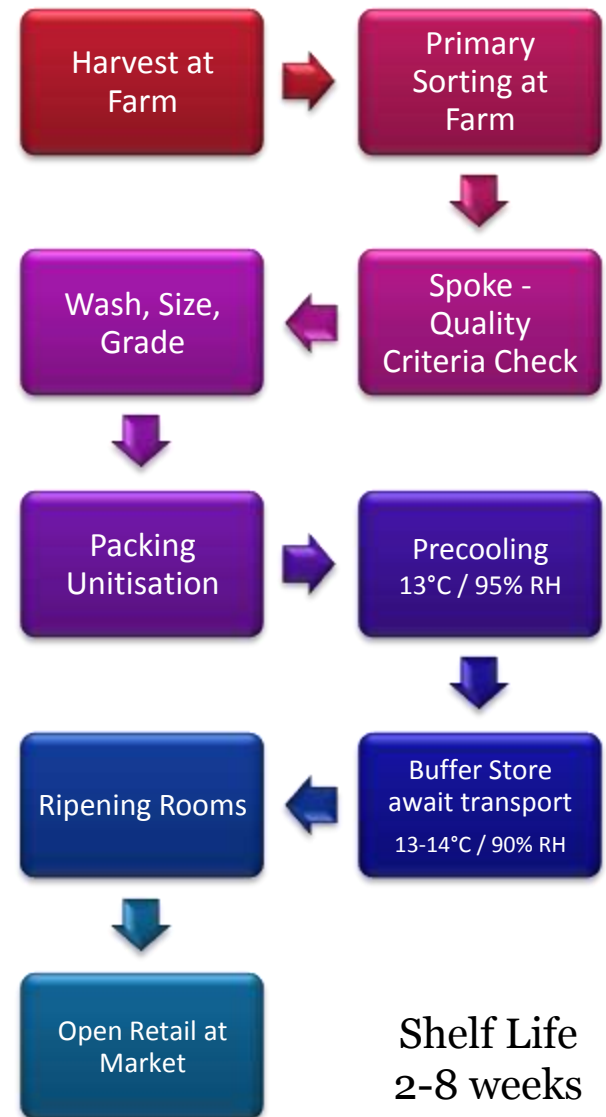 Harvest at
Farm
Primary
Sorting at
Farm
Spoke -
Quality
Criteria Check
Wash, Size,
Grade
Packing
Unitisation
Precooling
13°C / 95% RH
Buffer Store
await transport
13-14°C / 90% RH
Ripening Rooms
Open Retail at
Market
Shelf Life
2-8 weeks